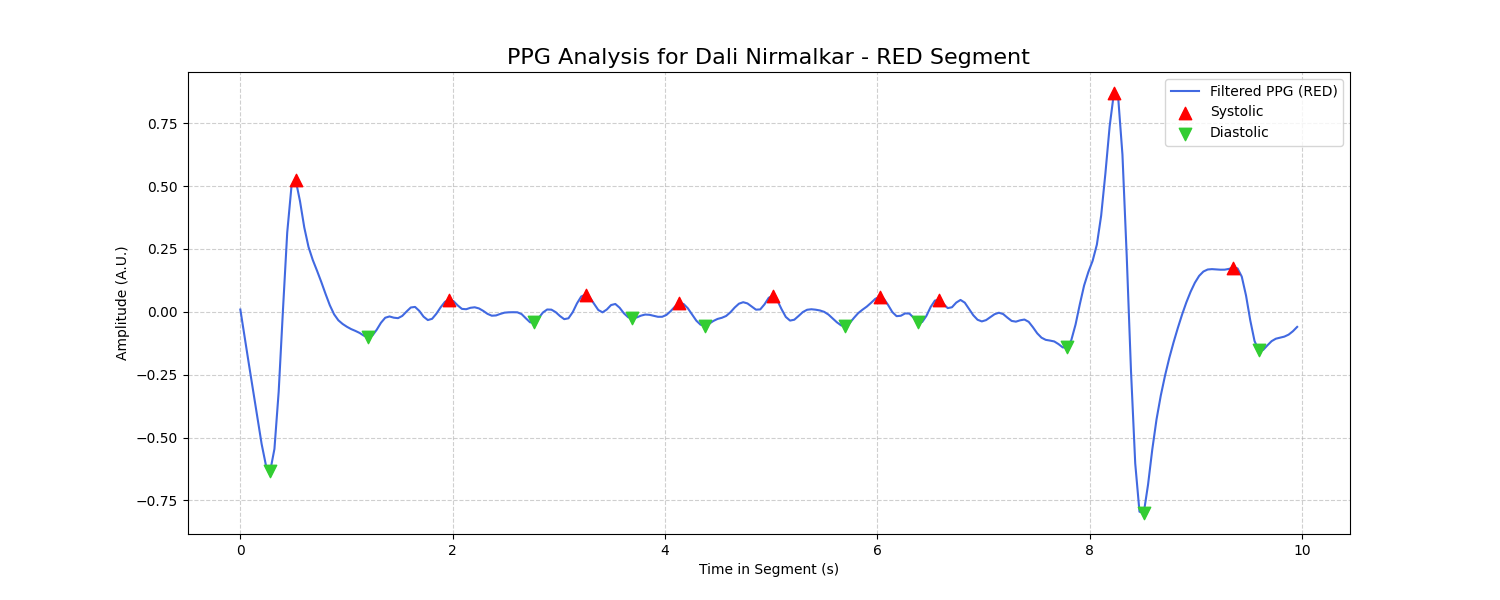 PPG Analysis for Dali Nirmalkar - RED Segment
Filtered PPG (RED)
Systolic
Diastolic
Amplitude (A.U.)
0.75
0.50
0.25
0.00
−0.25
−0.50
−0.75
0 2 4 6 8 10
Time in Segment (s)